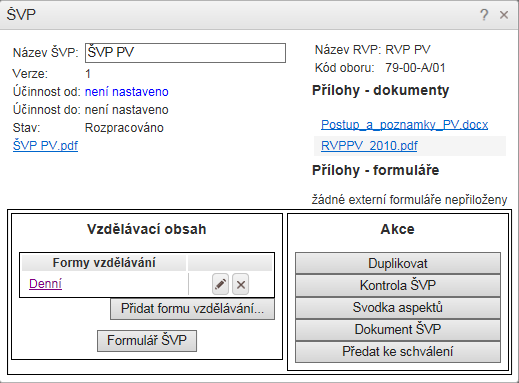 ŠVP ? ×
Název ŠVP: ŠVP PV
Verze: 1
Účinnost od: není nastaveno
Účinnost do: není nastaveno
Stav: Rozpracováno
ŠVP PV.pdf
Název RVP: RVP PV
Kód oboru: 79-00-A/01
Přílohy - dokumenty
Postup_a_poznamky_PV.docx
RVPPV_2010.pdf
Přílohy - formuláře
žádné externí formuláře nepřiloženy
Vzdělávací obsah
Formy vzdělávání
Denní
Přidat formu vzdělávání...
Formulář ŠVP
Akce
Duplikovat
Kontrola ŠVP
Svodka aspektů
Dokument ŠVP
Předat ke schválení